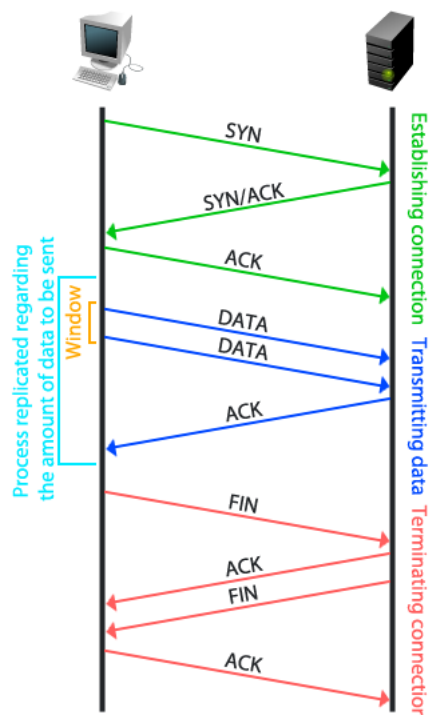 SYN
SYN/ACK
ACK
Establishing connection
Process replicated regarding
the amount of data to be sent
Window
DATA
DATA
ACK
Transmitting data
FIN
ACK
FIN
ACK
Terminating connection